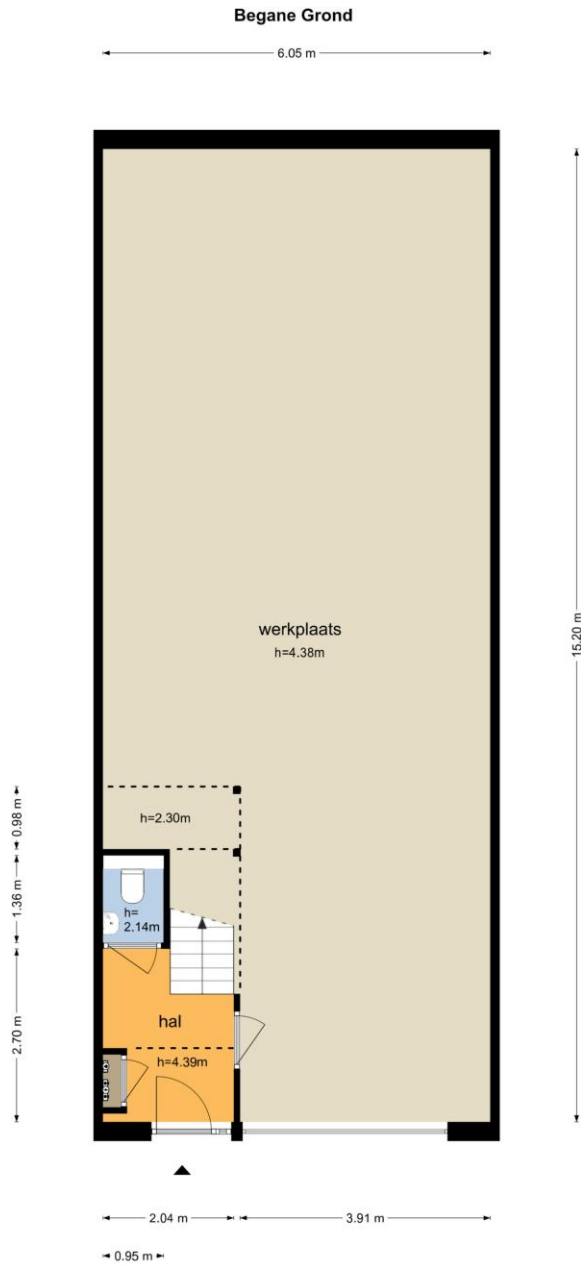 Begane Grond
6.05 m
15.20 m
werkplaats
h=4.38m
0.98 m
h=2.30m
1.36 m
h=
2.14m
2.70 m
hal
h=4.39m
2.04 m
3.91 m
0.95 m